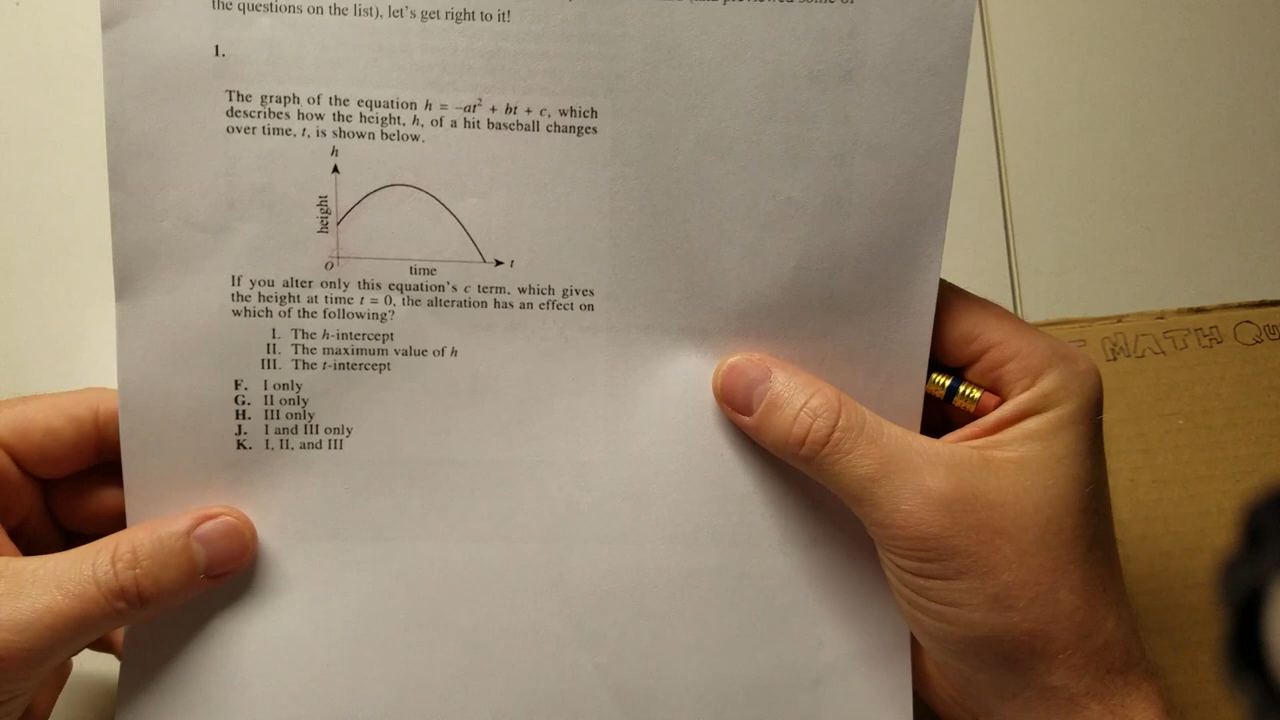 the questions on the list), let's get right to it!
1.
The graph of the equation h = –at² + bt + c, which
describes how the height, h, of a hit baseball changes
over time, t, is shown below.
h
height
O
time
t
If you alter only this equation's c term, which gives
the height at time t = 0, the alteration has an effect on
which of the following?
I. The h-intercept
II. The maximum value of h
III. The t-intercept
F. I only
G. II only
H. III only
J. I and III only
K. I, II, and III
MATH